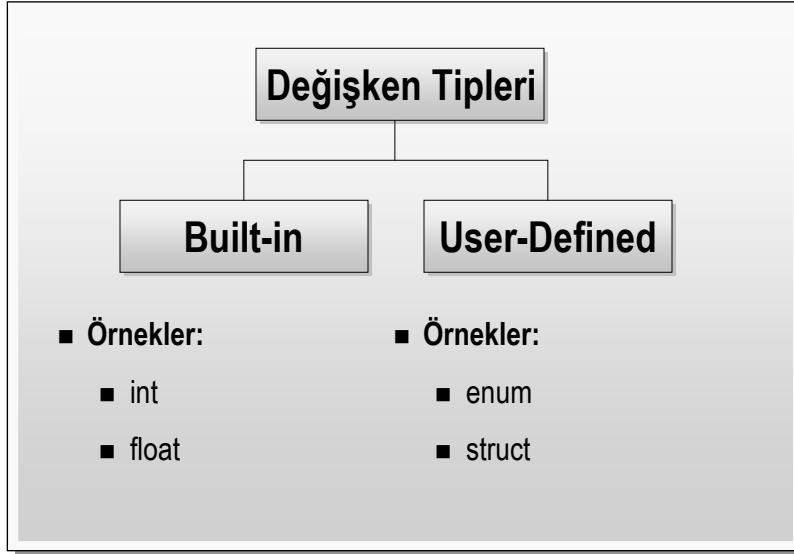 Değişken Tipleri
Built-in
User-Defined
■ Örnekler:
■ int
■ float
■ Örnekler:
■ enum
■ struct